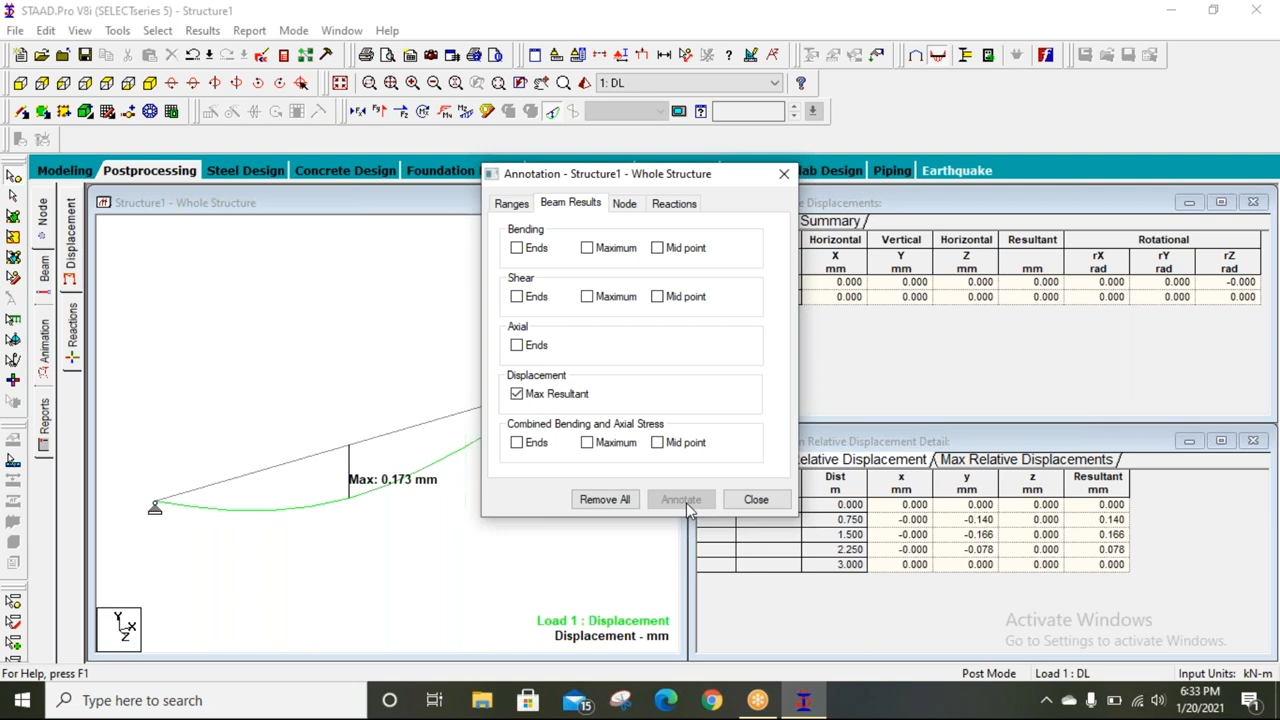 STAAD.Pro V8i (SELECTseries 5) - Structure1
File Edit View Tools Select Results Report Mode Window Help
1: DL
Modeling Postprocessing Steel Design Concrete Design Foundation lab Design Piping Earthquake
Structure1 - Whole Structure
Node
Beam
Animation
Reports
Displacement
Reactions
Max: 0.173 mm
Load 1 : Displacement
Displacement - mm
Y
X
Z
Annotation - Structure1 - Whole Structure
Ranges Beam Results Node Reactions
Bending
Ends Maximum Mid point
Shear
Ends Maximum Mid point
Axial
Ends
Displacement
Max Resultant
Combined Bending and Axial Stress
Ends Maximum Mid point
Remove All Annotate Close
e Displacements:
Summary
Horizontal Vertical Horizontal Resultant Rotational
X mm Y mm Z mm mm rX rad rY rad rZ rad
0.000 0.000 0.000 0.000 0.000 0.000 -0.000
0.000 0.000 0.000 0.000 0.000 0.000 0.000
m Relative Displacement Detail:
elative Displacement Max Relative Displacements
Dist m x mm y mm z mm Resultant mm
0.000 0.000 0.000 0.000 0.000
0.750 -0.000 -0.140 0.000 0.140
1.500 -0.000 -0.166 0.000 0.166
2.250 -0.000 -0.078 0.000 0.078
3.000 0.000 0.000 0.000 0.000
Activate Windows
Go to Settings to activate Windows.
For Help, press F1
Post Mode Load 1 : DL Input Units: kN-m
Type here to search
15
6:33 PM
1/20/2021
1